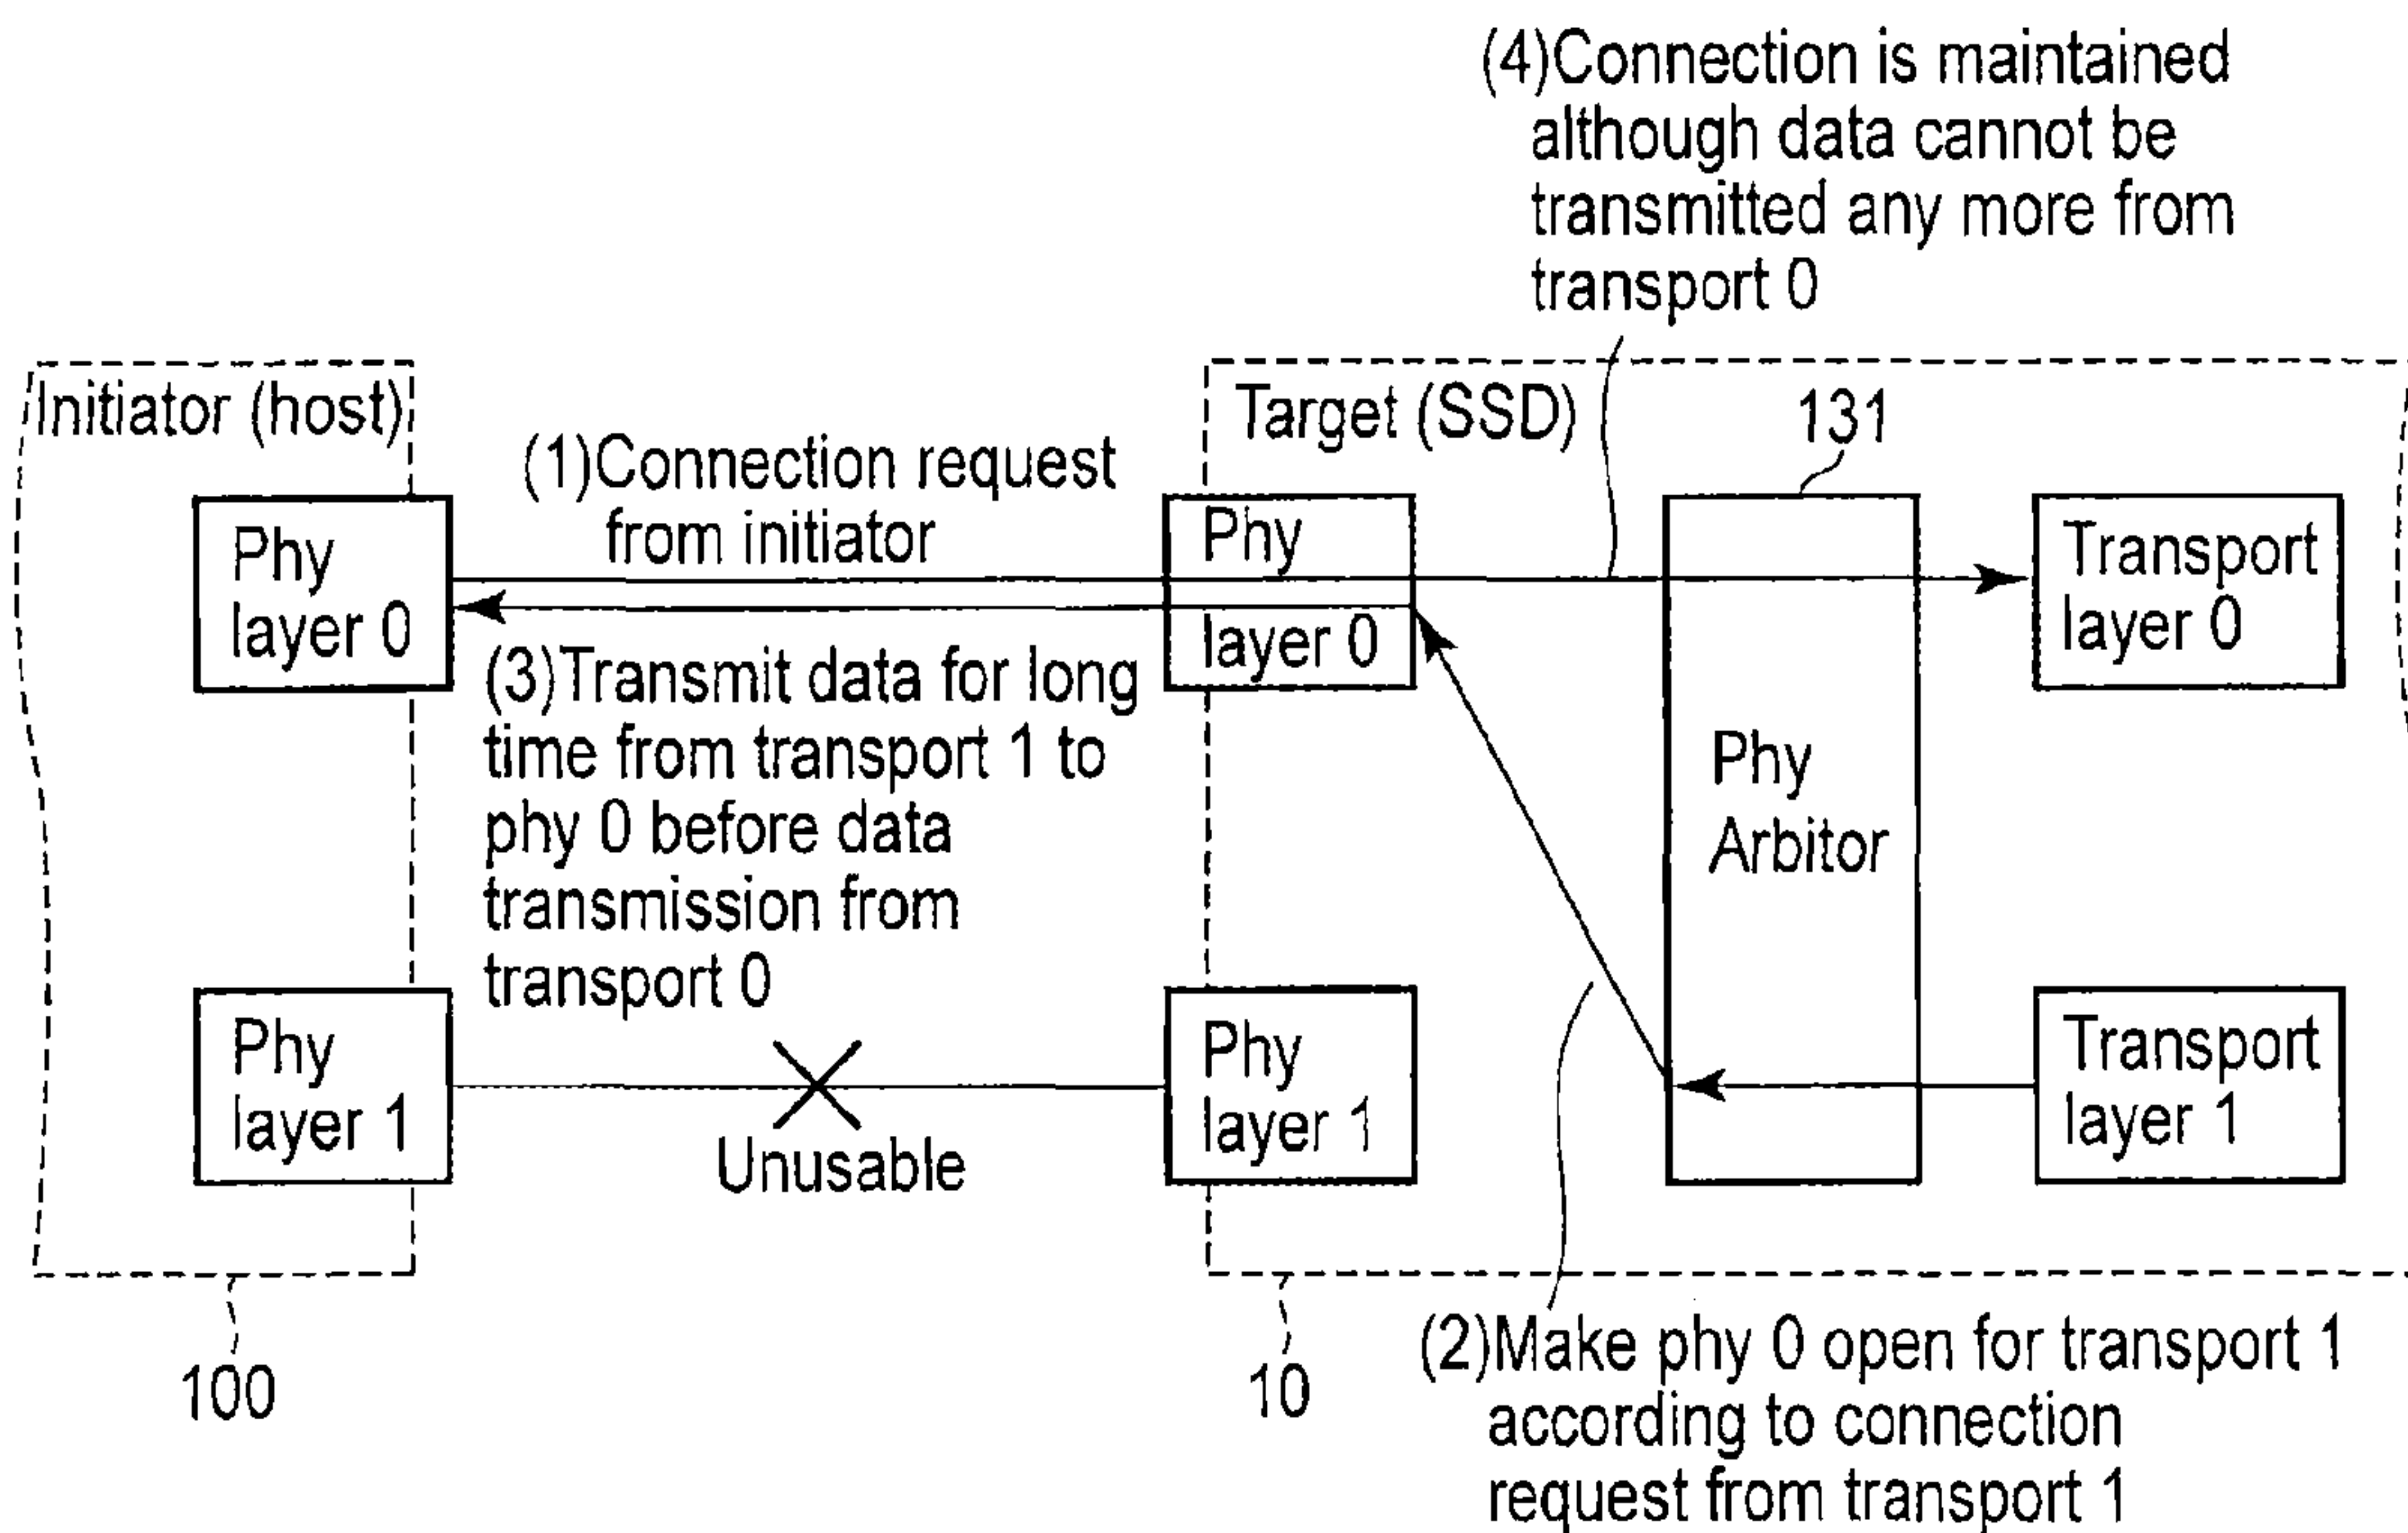 (4)Connection is maintained
although data cannot be
transmitted any more from
transport 0
Initiator (host)
Target (SSD)
131
(1)Connection request
from initiator
Phy
layer 0
Phy
layer 0
Transport
layer 0
(3)Transmit data for long
time from transport 1 to
phy 0 before data
transmission from
transport 0
Phy
Arbitor
Phy
layer 1
Unusable
Phy
layer 1
Transport
layer 1
100
10
(2)Make phy 0 open for transport 1
according to connection
request from transport 1